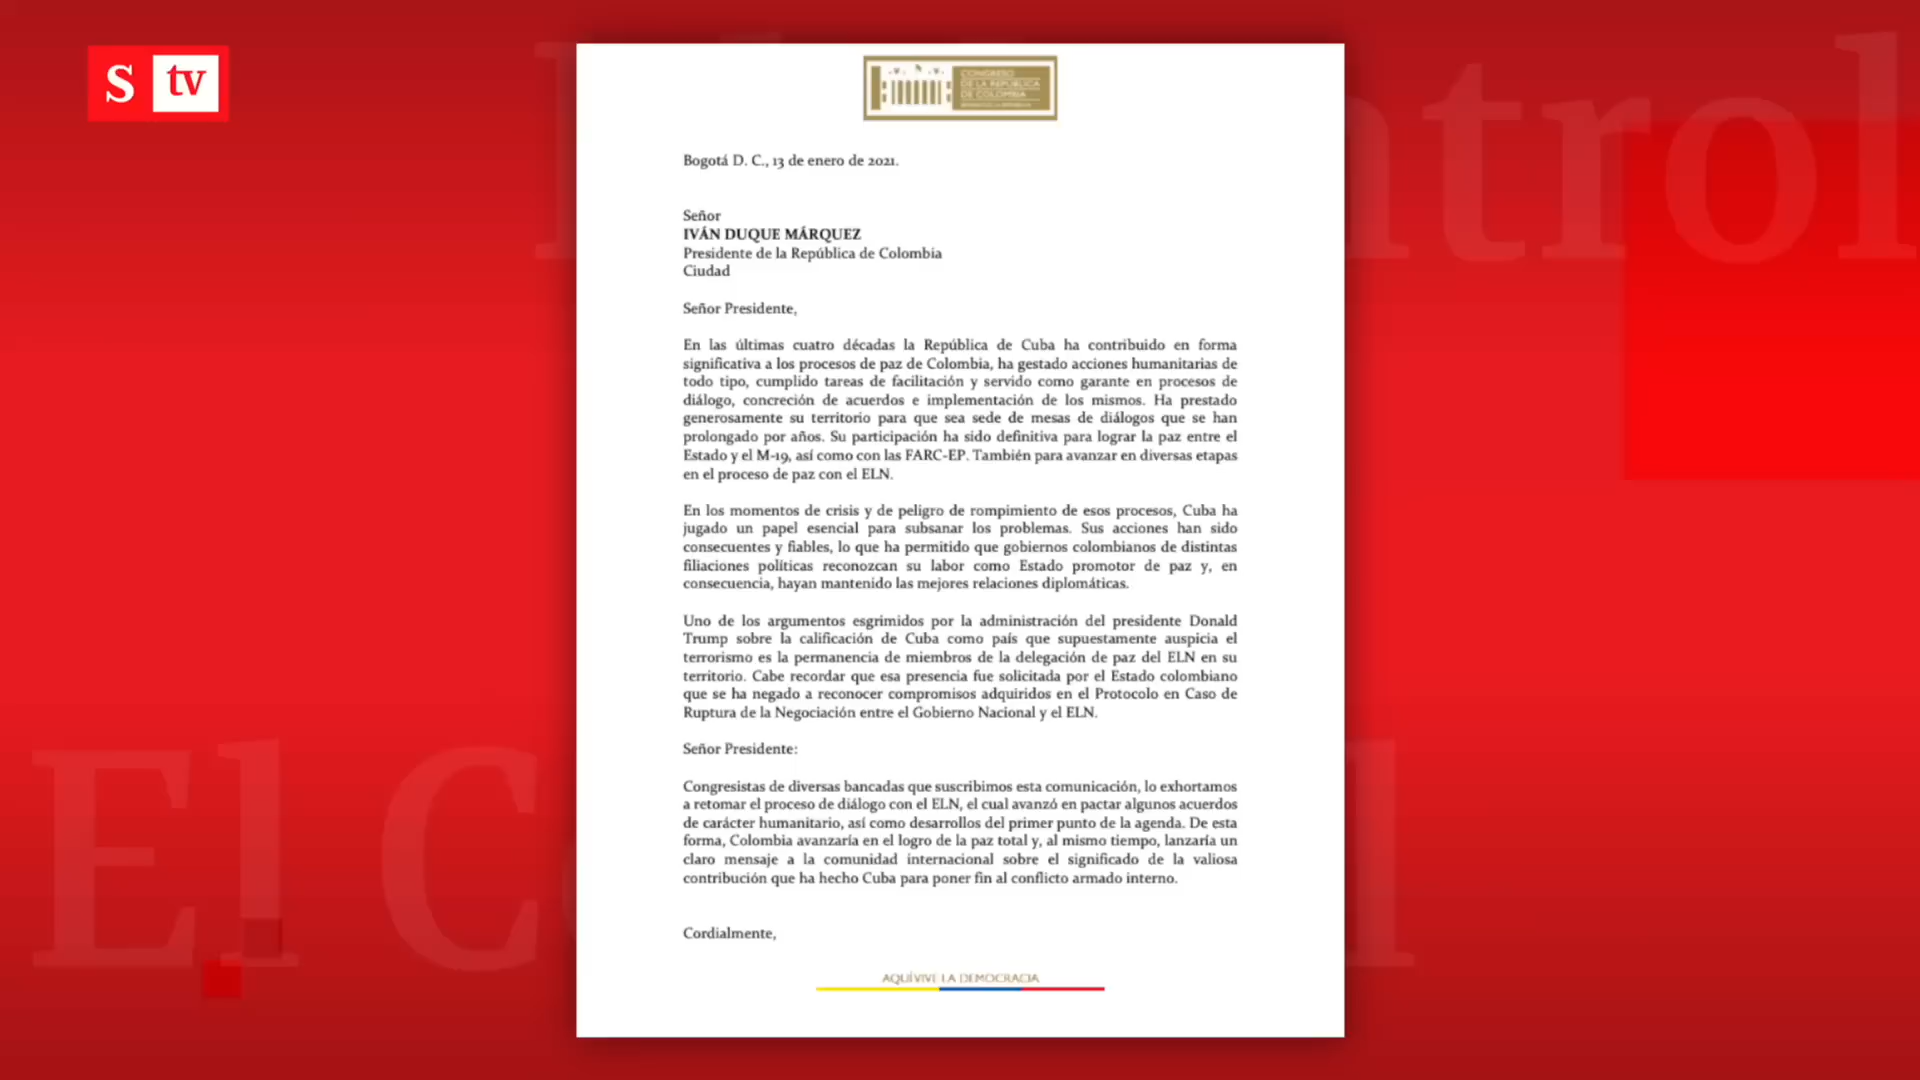 S tv
El Control
CONGRESO
DE LA REPÚBLICA
DE COLOMBIA
Bogotá D. C., 13 de enero de 2021.
Señor
IVÁN DUQUE MÁRQUEZ
Presidente de la República de Colombia
Ciudad
Señor Presidente,
En las últimas cuatro décadas la República de Cuba ha contribuido en forma
significativa a los procesos de paz de Colombia, ha gestado acciones humanitarias de
todo tipo, cumplido tareas de facilitación y servido como garante en procesos de
diálogo, concreción de acuerdos e implementación de los mismos. Ha prestado
generosamente su territorio para que sea sede de mesas de diálogos que se han
prolongado por años. Su participación ha sido definitiva para lograr la paz entre el
Estado y el M-19, así como con las FARC-EP. También para avanzar en diversas etapas
en el proceso de paz con el ELN.
En los momentos de crisis y de peligro de rompimiento de esos procesos, Cuba ha
jugado un papel esencial para subsanar los problemas. Sus acciones han sido
consecuentes y fiables, lo que ha permitido que gobiernos colombianos de distintas
filiaciones políticas reconozcan su labor como Estado promotor de paz y, en
consecuencia, hayan mantenido las mejores relaciones diplomáticas.
Uno de los argumentos esgrimidos por la administración del presidente Donald
Trump sobre la calificación de Cuba como país que supuestamente auspicia el
terrorismo es la permanencia de miembros de la delegación de paz del ELN en su
territorio. Cabe recordar que esa presencia fue solicitada por el Estado colombiano
que se ha negado a reconocer compromisos adquiridos en el Protocolo en Caso de
Ruptura de la Negociación entre el Gobierno Nacional y el ELN.
Señor Presidente:
Congresistas de diversas bancadas que suscribimos esta comunicación, lo exhortamos
a retomar el proceso de diálogo con el ELN, el cual avanzó en pactar algunos acuerdos
de carácter humanitario, así como desarrollos del primer punto de la agenda. De esta
forma, Colombia avanzaría en el logro de la paz total y, al mismo tiempo, lanzaría un
claro mensaje a la comunidad internacional sobre el significado de la valiosa
contribución que ha hecho Cuba para poner fin al conflicto armado interno.
Cordialmente,
AQUÍ VIVE LA DEMOCRACIA
El Co l